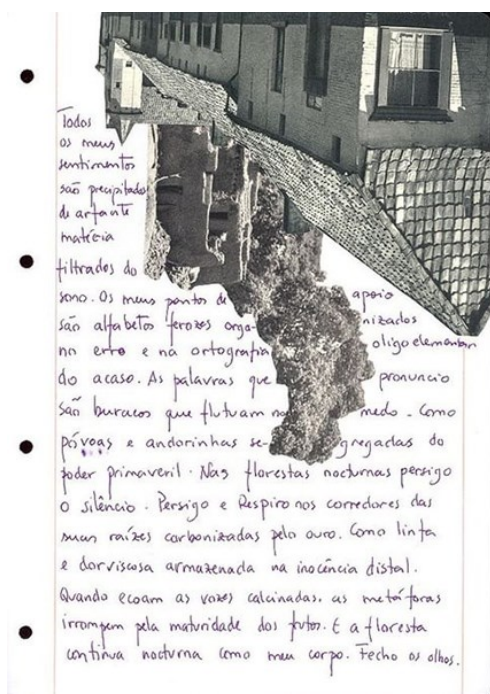 Todos
os meus
sentimentos
são precipitados
de arfante
matéria
filtrados do
sono. Os meus pontos de apoio
são alfabetos ferozes orga-nizados
no erro e na ortografia oligoelementar
do acaso. As palavras que pronuncio
são buracos que flutuam no medo. Como
póvoas e andorinhas se-gregadas do
poder primaveril. Nas florestas nocturnas persigo
o silêncio. Persigo e Respiro nos corredores das
suas raízes carbonizadas pelo ouro. Como linfa
e dor viscosa armazenada na inocência distal.
Quando ecoam as vozes calcinadas, as metáforas
irrompem pela maturidade dos frutos. E a floresta
continua nocturna como meu corpo. Fecho os olhos.